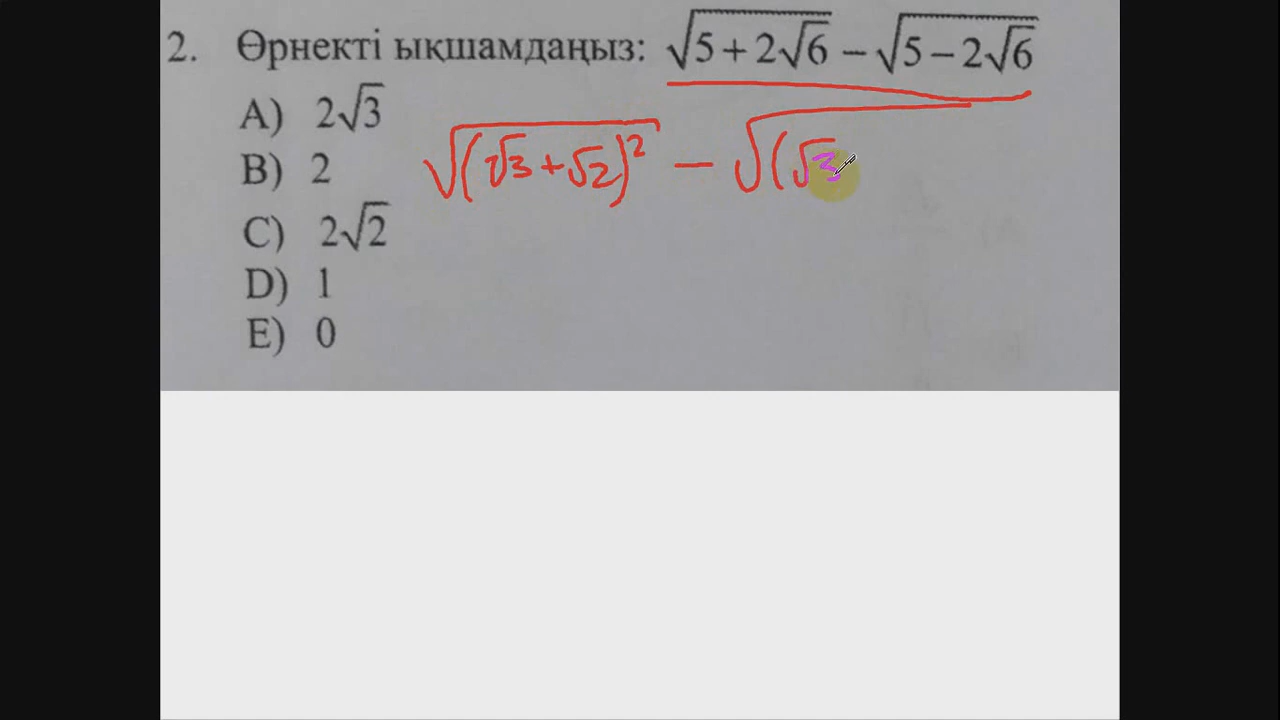 2. Өрнекті ықшамдаңыз: √(5 + 2√6) − √(5 − 2√6)
A) 2√3
√((√3 + √2)²) − √((√3
B) 2
C) 2√2
D) 1
E) 0